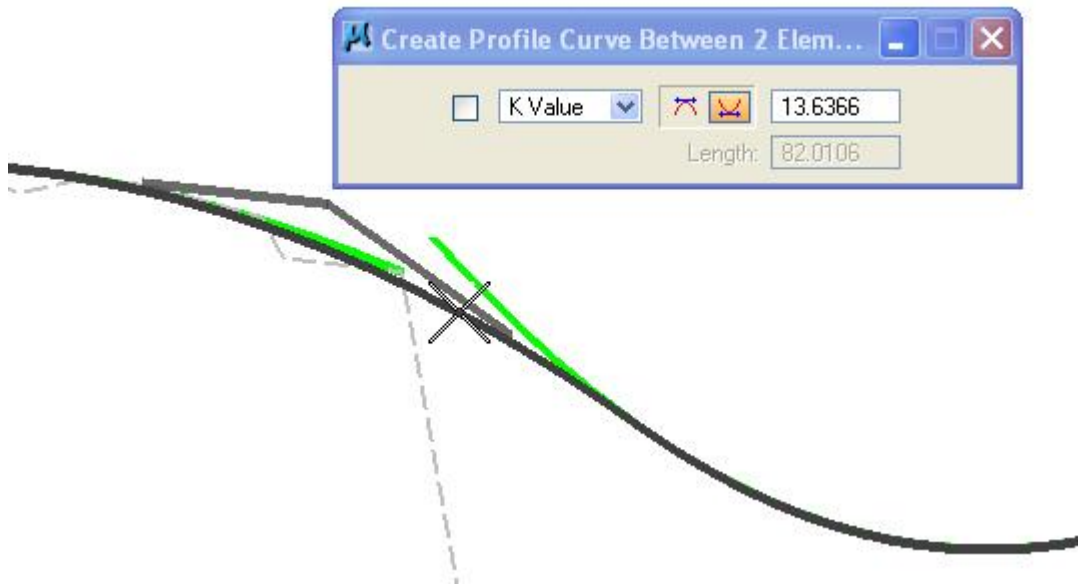 Create Profile Curve Between 2 Elem...
K Value 13.6366
Length: 82.0106